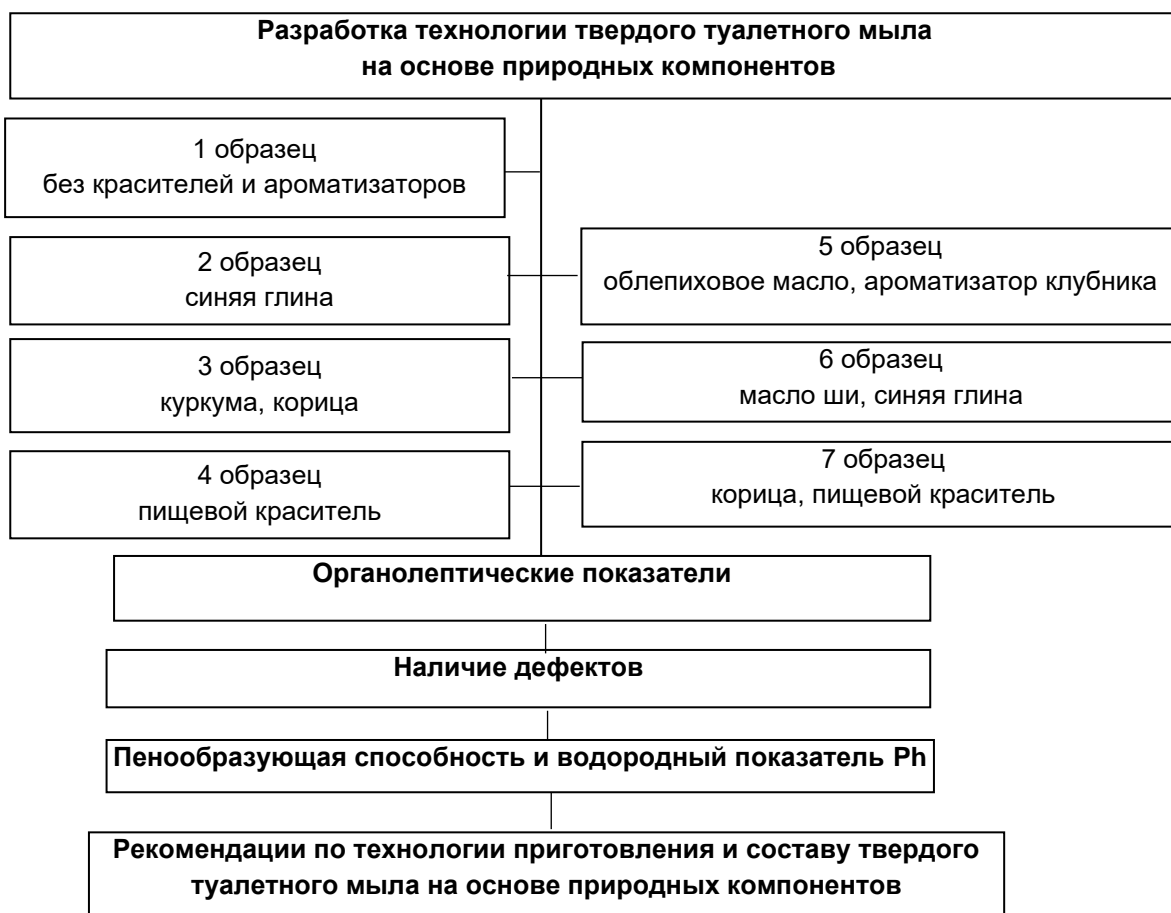 Разработка технологии твердого туалетного мыла
на основе природных компонентов
1 образец
без красителей и ароматизаторов
2 образец
синяя глина
3 образец
куркума, корица
4 образец
пищевой краситель
5 образец
облепиховое масло, ароматизатор клубника
6 образец
масло ши, синяя глина
7 образец
корица, пищевой краситель
Органолептические показатели
Наличие дефектов
Пенообразующая способность и водородный показатель Ph
Рекомендации по технологии приготовления и составу твердого
туалетного мыла на основе природных компонентов